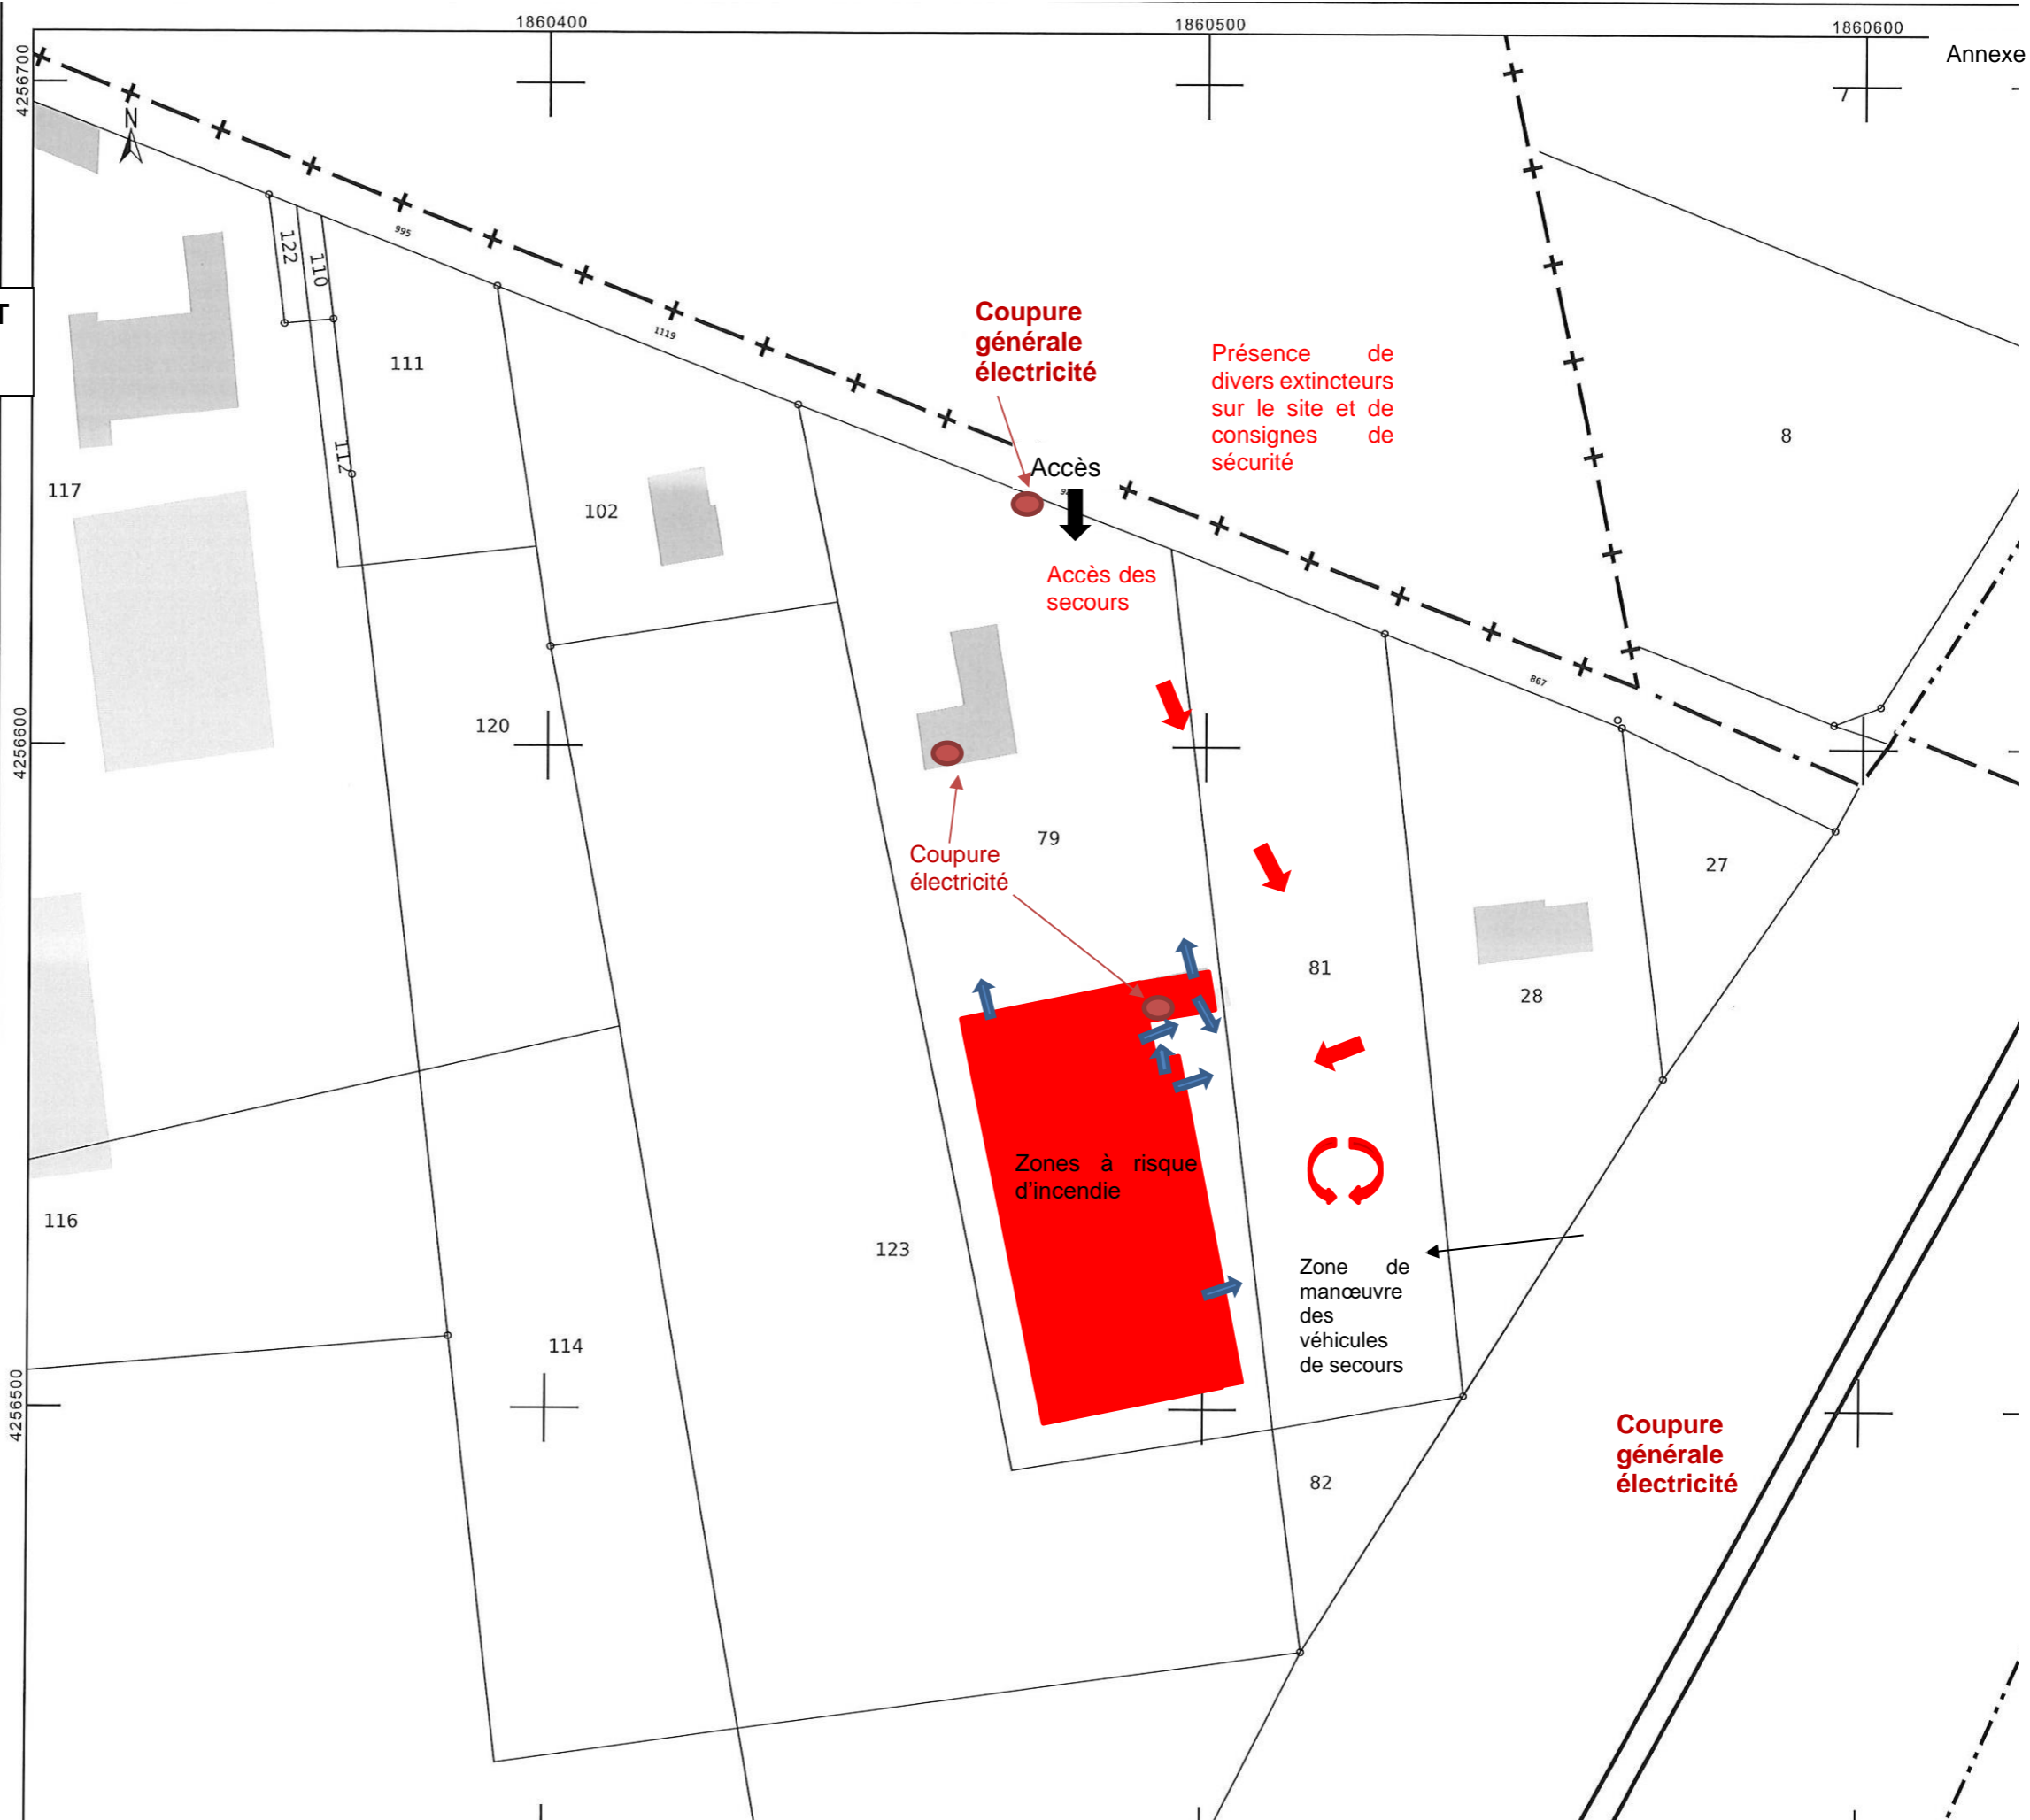 1860400
1860500
1860600
Annexe
4256700
7
N
122
110
995
T
Coupure
générale
électricité
1119
Présence de
divers extincteurs
sur le site et de
consignes de
sécurité
111
8
112
Accès
117
102
Accès des
secours
867
120
4256600
79
Coupure
électricité
27
81
28
Zones à risque
d'incendie
116
123
Zone de
manœuvre
des
véhicules
de secours
114
4256500
Coupure
générale
électricité
82